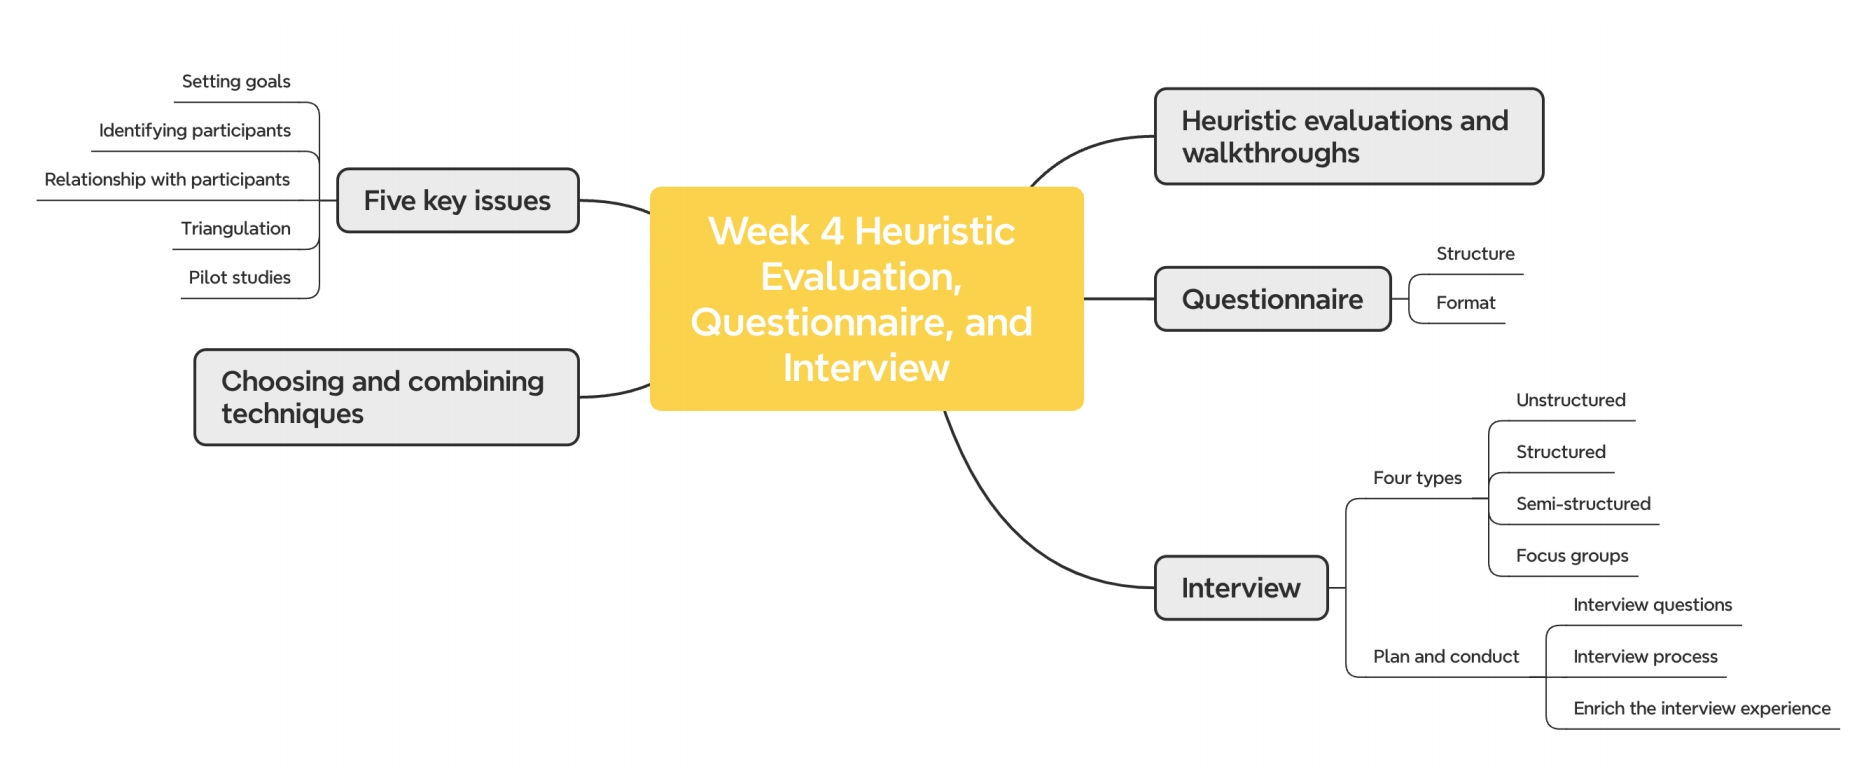 Week 4 Heuristic
Evaluation,
Questionnaire, and
Interview
Heuristic evaluations and
walkthroughs
Questionnaire
Structure
Format
Interview
Four types
Unstructured
Structured
Semi-structured
Focus groups
Plan and conduct
Interview questions
Interview process
Enrich the interview experience
Five key issues
Setting goals
Identifying participants
Relationship with participants
Triangulation
Pilot studies
Choosing and combining
techniques